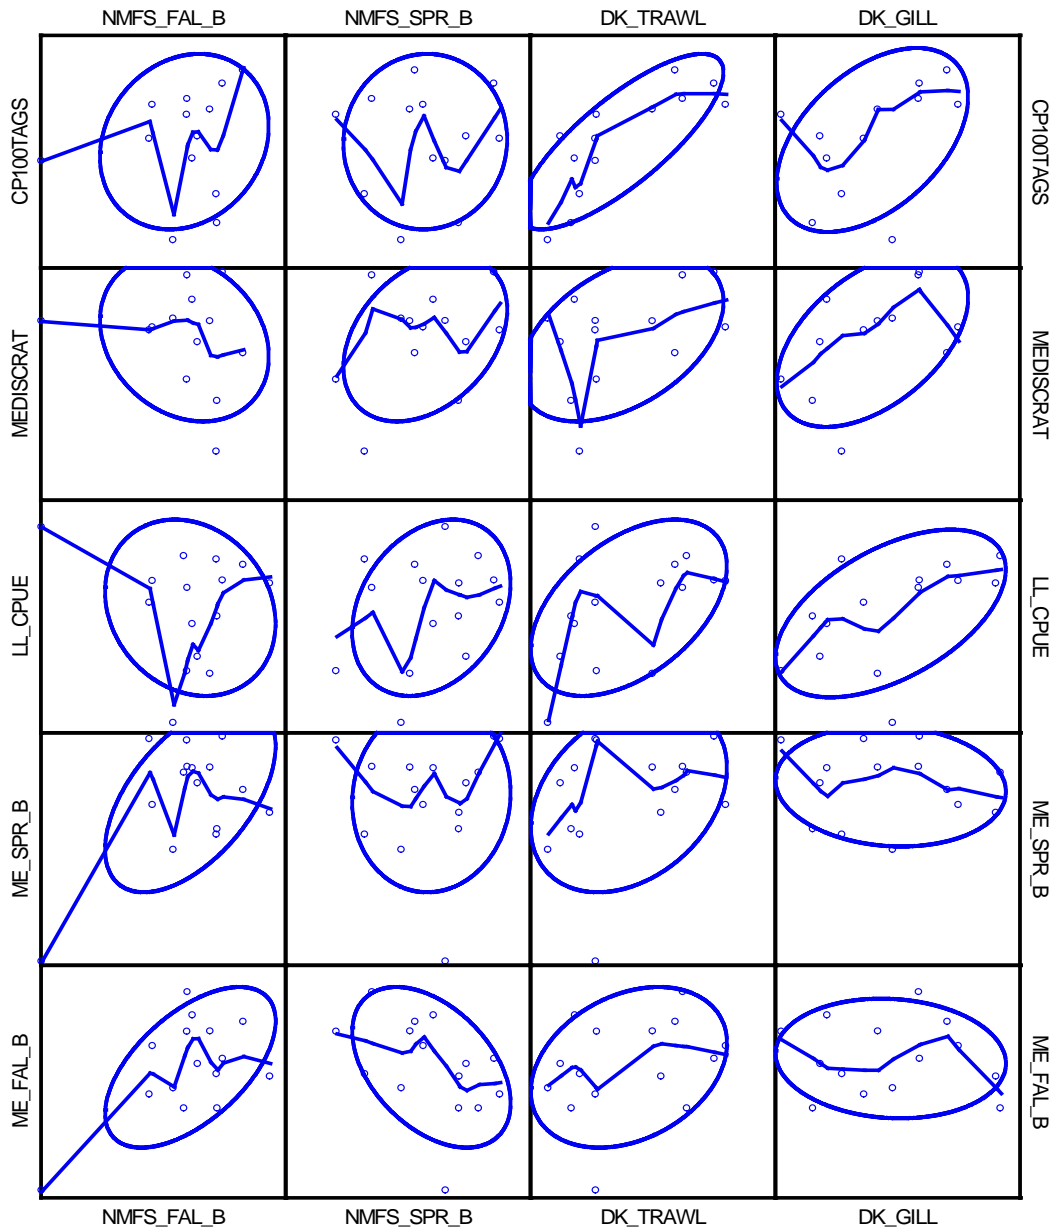 NMFS_FAL_B NMFS_SPR_B DK_TRAWL DK_GILL
CP100TAGS CP100TAGS
MEDISCRAT MEDISCRAT
LL_CPUE LL_CPUE
ME_SPR_B ME_SPR_B
ME_FAL_B ME_FAL_B
NMFS_FAL_B NMFS_SPR_B DK_TRAWL DK_GILL